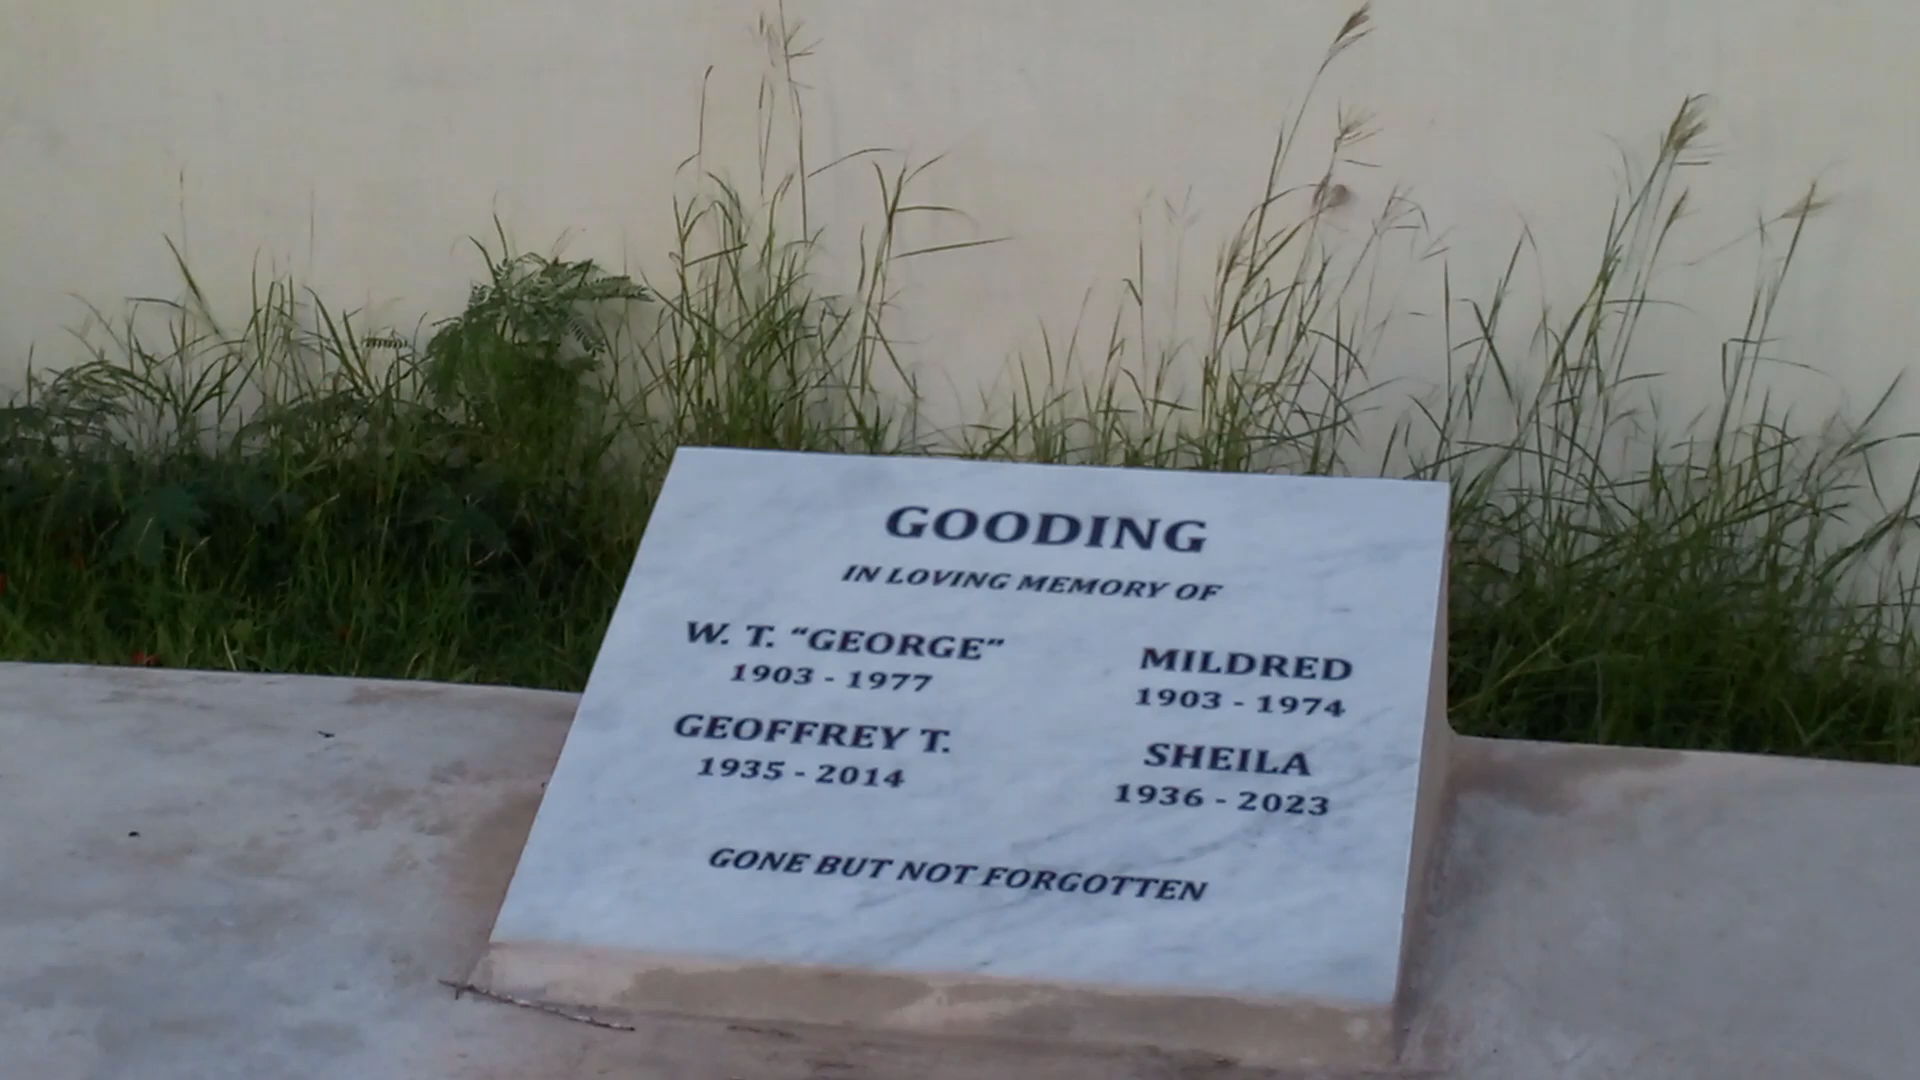 GOODING
IN LOVING MEMORY OF
W. T. “GEORGE”
1903 - 1977
MILDRED
1903 - 1974
GEOFFREY T.
1935 - 2014
SHEILA
1936 - 2023
GONE BUT NOT FORGOTTEN